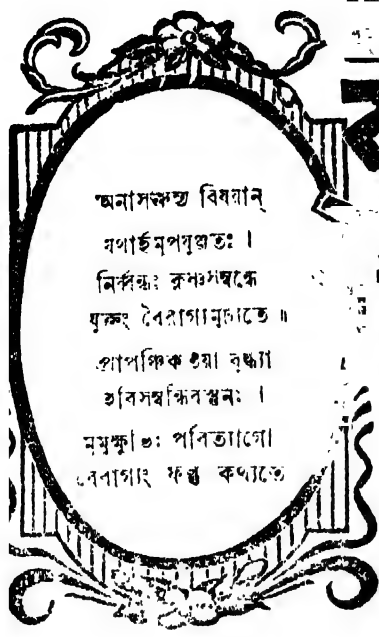 অনাসক্তস্য বিষয়ান্
যথার্হমুপযুঞ্জতঃ ।
নির্ব্বন্ধঃ কৃষ্ণসম্বন্ধে
যুক্তং বৈরাগ্যমুচ্যতে ॥
প্রাপঞ্চিকতয়া বুদ্ধ্যা
হরিসম্বন্ধিবস্তুনঃ ।
মুমুক্ষুভিঃ পরিত্যাগো
বৈরাগ্যং ফল্গু কথ্যতে